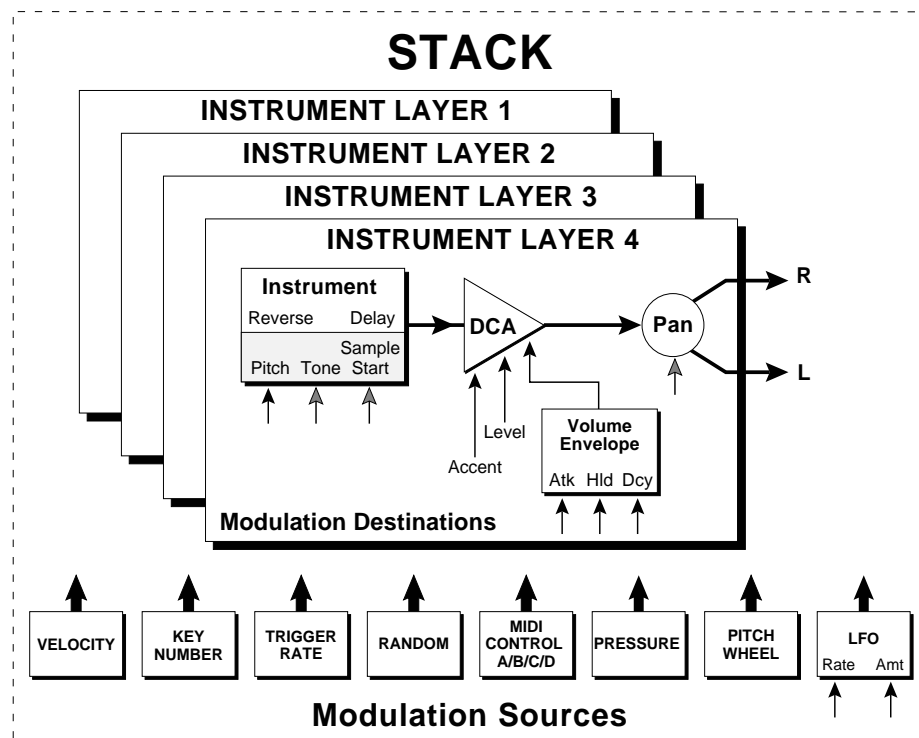 STACK
INSTRUMENT LAYER 1
INSTRUMENT LAYER 2
INSTRUMENT LAYER 3
INSTRUMENT LAYER 4
Instrument
Reverse Delay
Sample
Pitch Tone Start
DCA
Pan
R
L
Level
Accent
Volume
Envelope
Atk Hld Dcy
Modulation Destinations
VELOCITY
KEY
NUMBER
TRIGGER
RATE
RANDOM
MIDI
CONTROL
A/B/C/D
PRESSURE
PITCH
WHEEL
LFO
Rate Amt
Modulation Sources